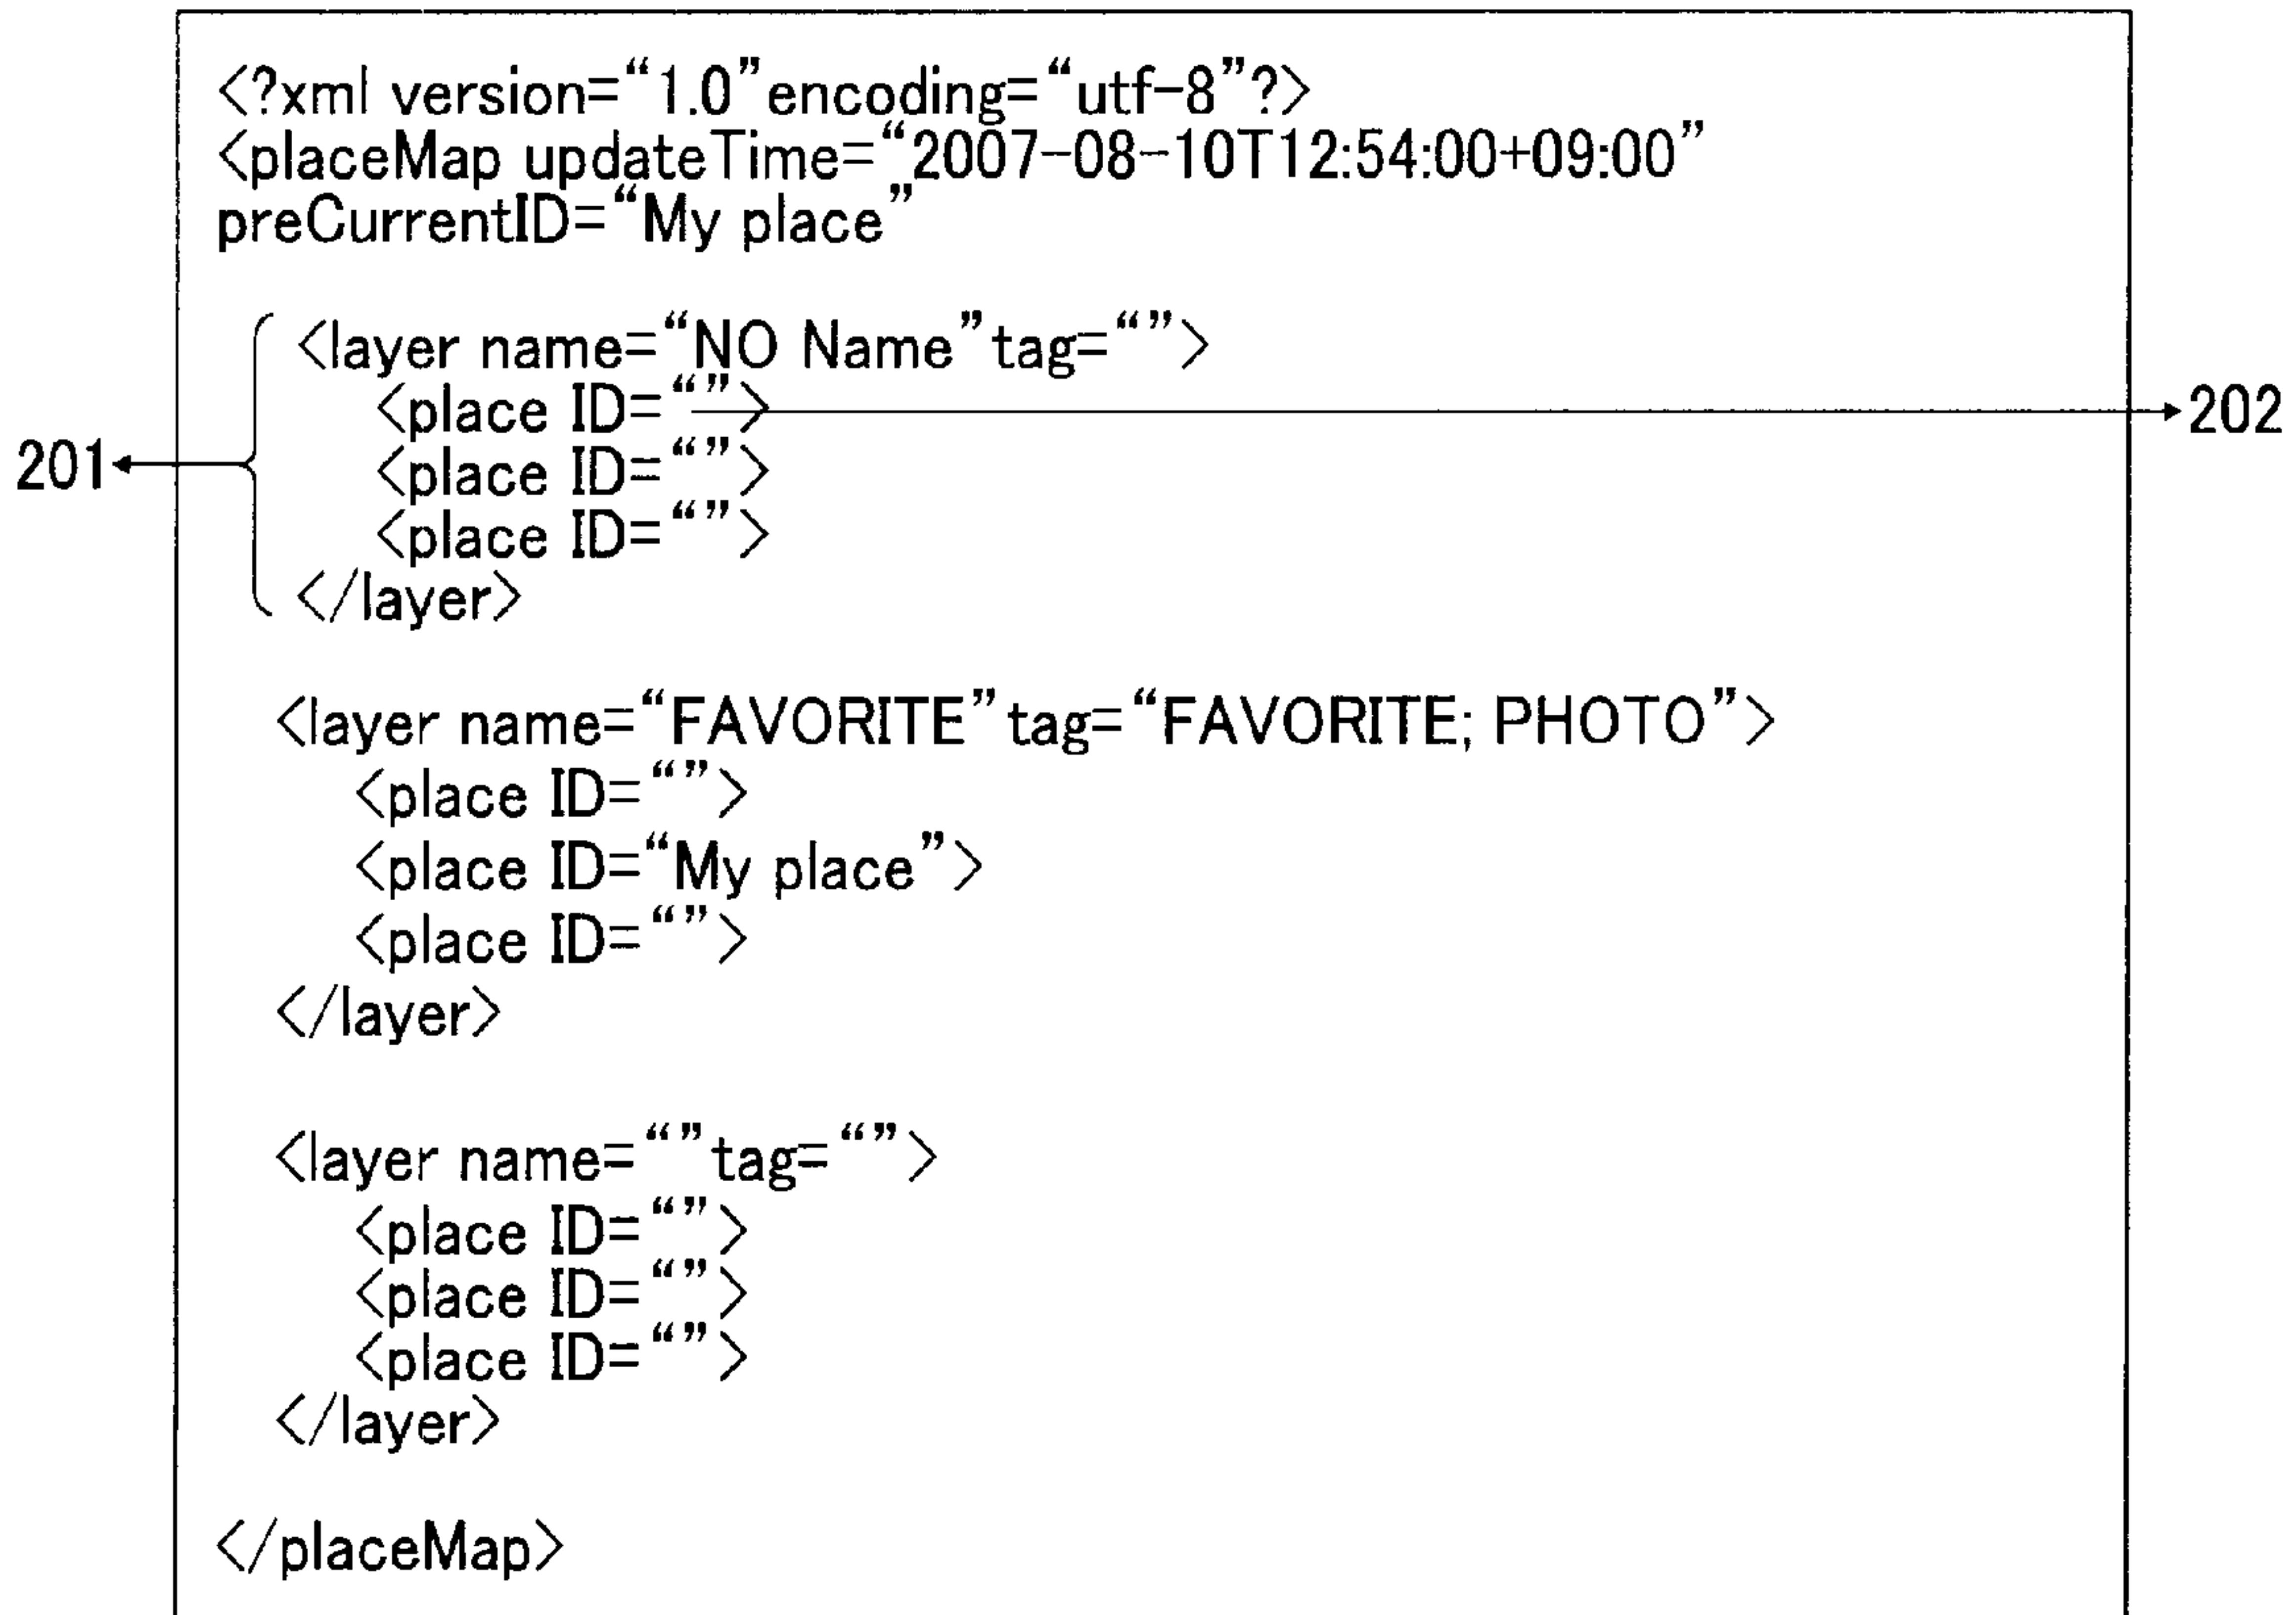 <?xml version=“1.0”encoding=“utf-8”?>
<placeMap updateTime=“2007-08-10T12:54:00+09:00”
preCurrentID=“My place”
<layer name=“NO Name”tag=“”>
<place ID=“”>
202
<place ID=“”>
201
<place ID=“”>
</layer>
<layer name=“FAVORITE”tag=“FAVORITE; PHOTO”>
<place ID=“”>
<place ID=“My place”>
<place ID=“”>
</layer>
<layer name=“”tag=“”>
<place ID=“”>
<place ID=“”>
<place ID=“”>
</layer>
</placeMap>